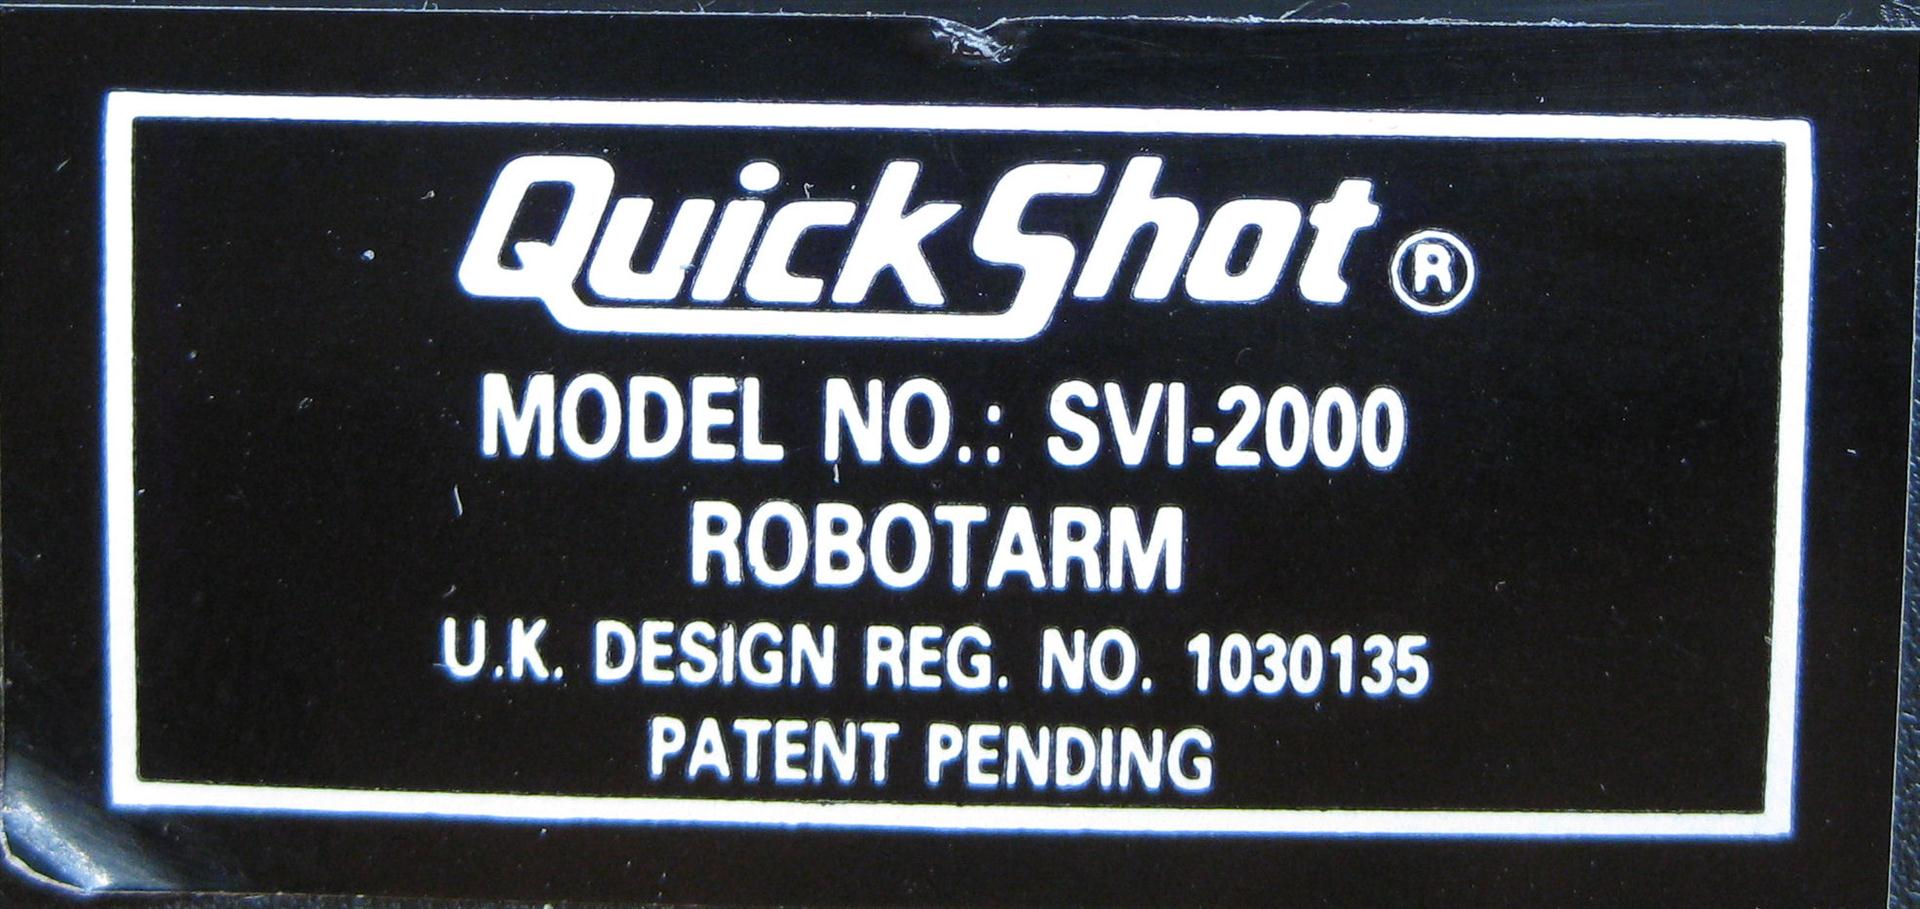 QuickShot®
MODEL NO.: SVI-2000
ROBOTARM
U.K. DESIGN REG. NO. 1030135
PATENT PENDING